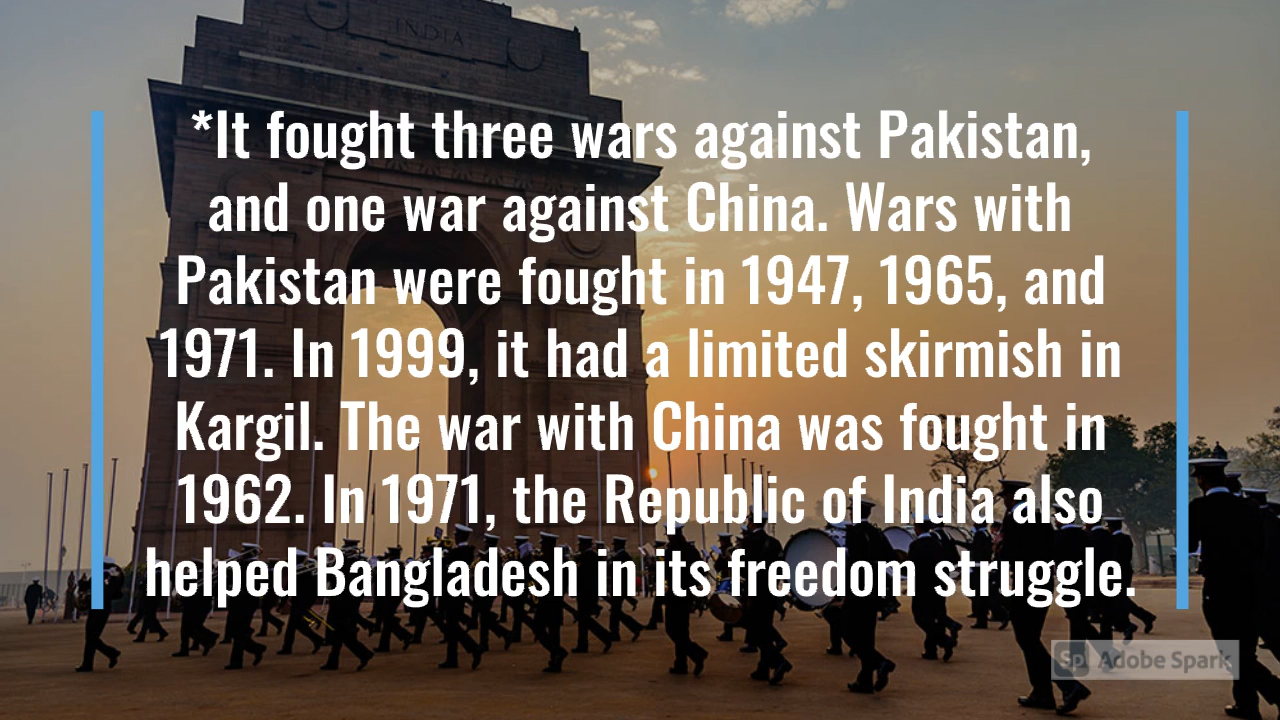 INDIA
*It fought three wars against Pakistan,
and one war against China. Wars with
Pakistan were fought in 1947, 1965, and
1971. In 1999, it had a limited skirmish in
Kargil. The war with China was fought in
1962. In 1971, the Republic of India also
helped Bangladesh in its freedom struggle.
Sp Adobe Spark